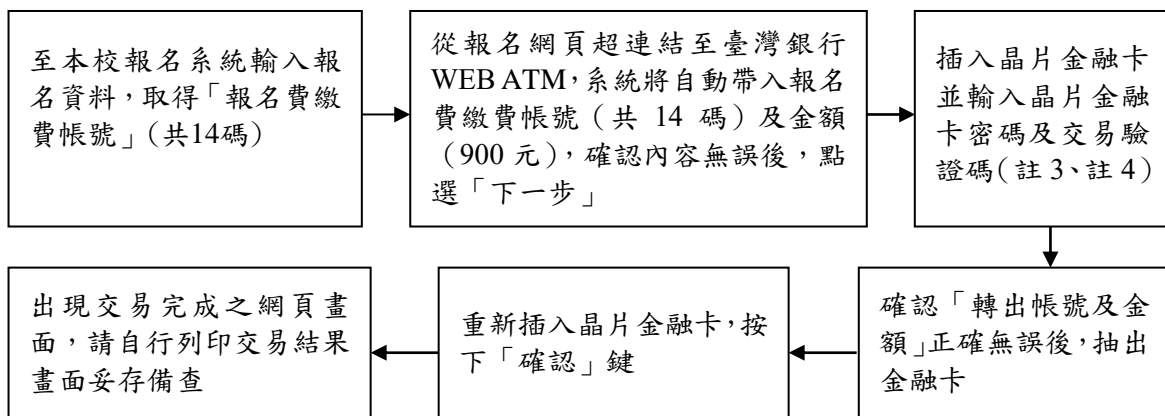 至本校報名系統輸入報
名資料，取得「報名費繳
費帳號」（共14碼）
從報名網頁超連結至臺灣銀行
WEB ATM，系統將自動帶入報名
費繳費帳號（共 14 碼）及金額
（900 元），確認內容無誤後，點
選「下一步」
插入晶片金融卡
並輸入晶片金融
卡密碼及交易驗
證碼（註 3、註 4）
確認「轉出帳號及金
額」正確無誤後，抽出
金融卡
重新插入晶片金融卡，按
下「確認」鍵
出現交易完成之網頁畫
面，請自行列印交易結果
畫面妥存備查